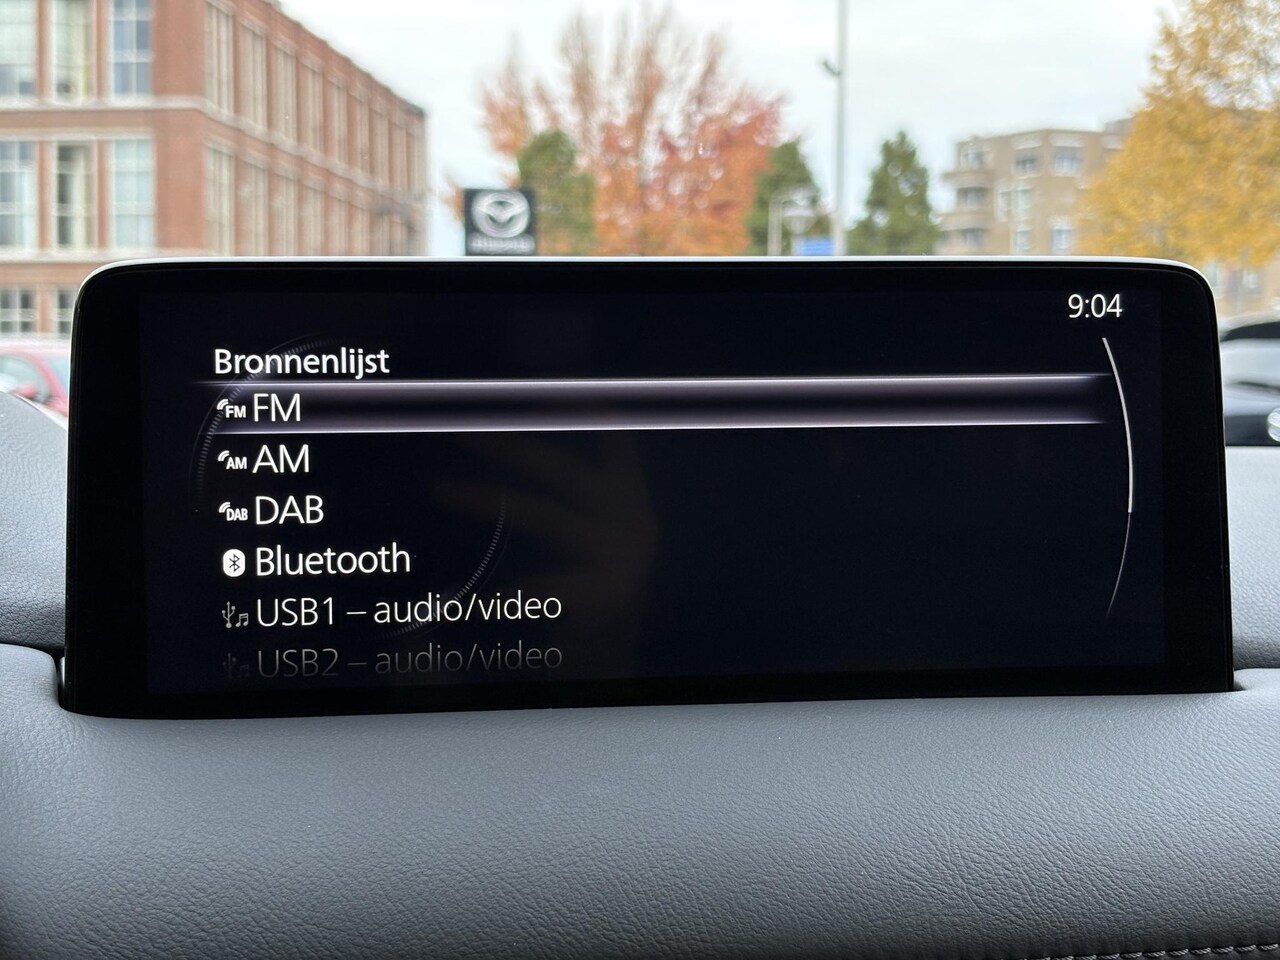 9:04
Bronnenlijst
FM FM
AM AM
DAB DAB
Bluetooth
USB1 – audio/video
USB2 – audio/video